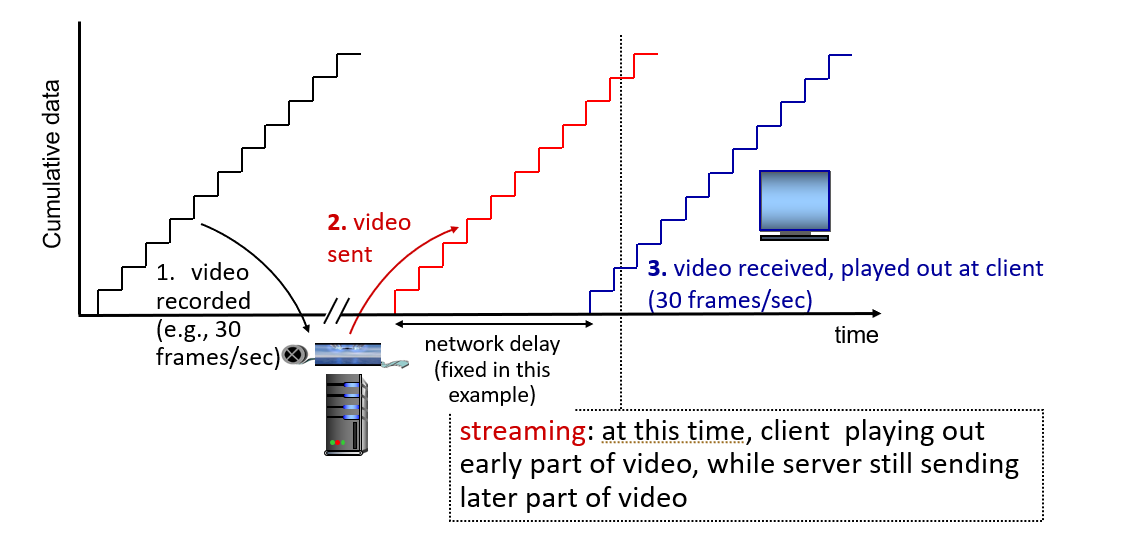 Cumulative data
1. video
recorded
(e.g., 30
frames/sec)
2. video
sent
3. video received, played out at client
(30 frames/sec)
time
network delay
(fixed in this
example)
streaming: at this time, client playing out
early part of video, while server still sending
later part of video